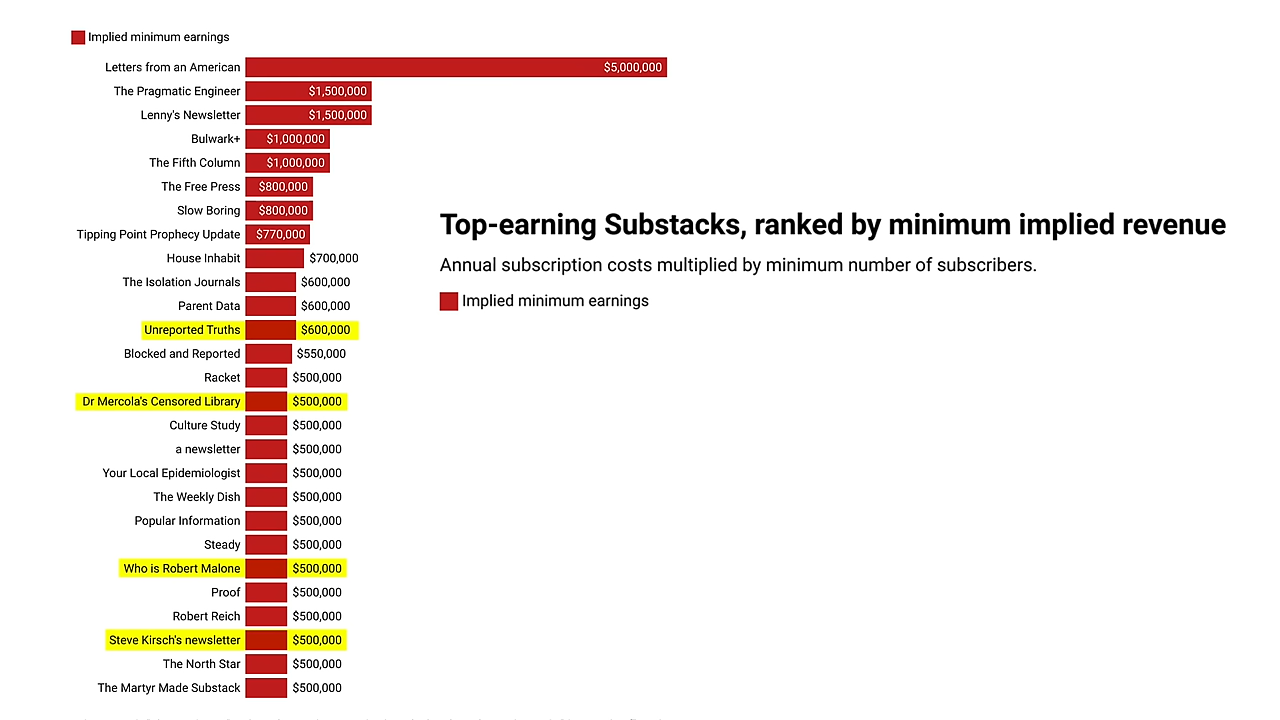 Implied minimum earnings
Letters from an American $5,000,000
The Pragmatic Engineer $1,500,000
Lenny's Newsletter $1,500,000
Bulwark+ $1,000,000
The Fifth Column $1,000,000
The Free Press $800,000
Slow Boring $800,000
Tipping Point Prophecy Update $770,000
House Inhabit $700,000
The Isolation Journals $600,000
Parent Data $600,000
Unreported Truths $600,000
Blocked and Reported $550,000
Racket $500,000
Dr Mercola's Censored Library $500,000
Culture Study $500,000
a newsletter $500,000
Your Local Epidemiologist $500,000
The Weekly Dish $500,000
Popular Information $500,000
Steady $500,000
Who is Robert Malone $500,000
Proof $500,000
Robert Reich $500,000
Steve Kirsch's newsletter $500,000
The North Star $500,000
The Martyr Made Substack $500,000
Top-earning Substacks, ranked by minimum implied revenue
Annual subscription costs multiplied by minimum number of subscribers.
Implied minimum earnings